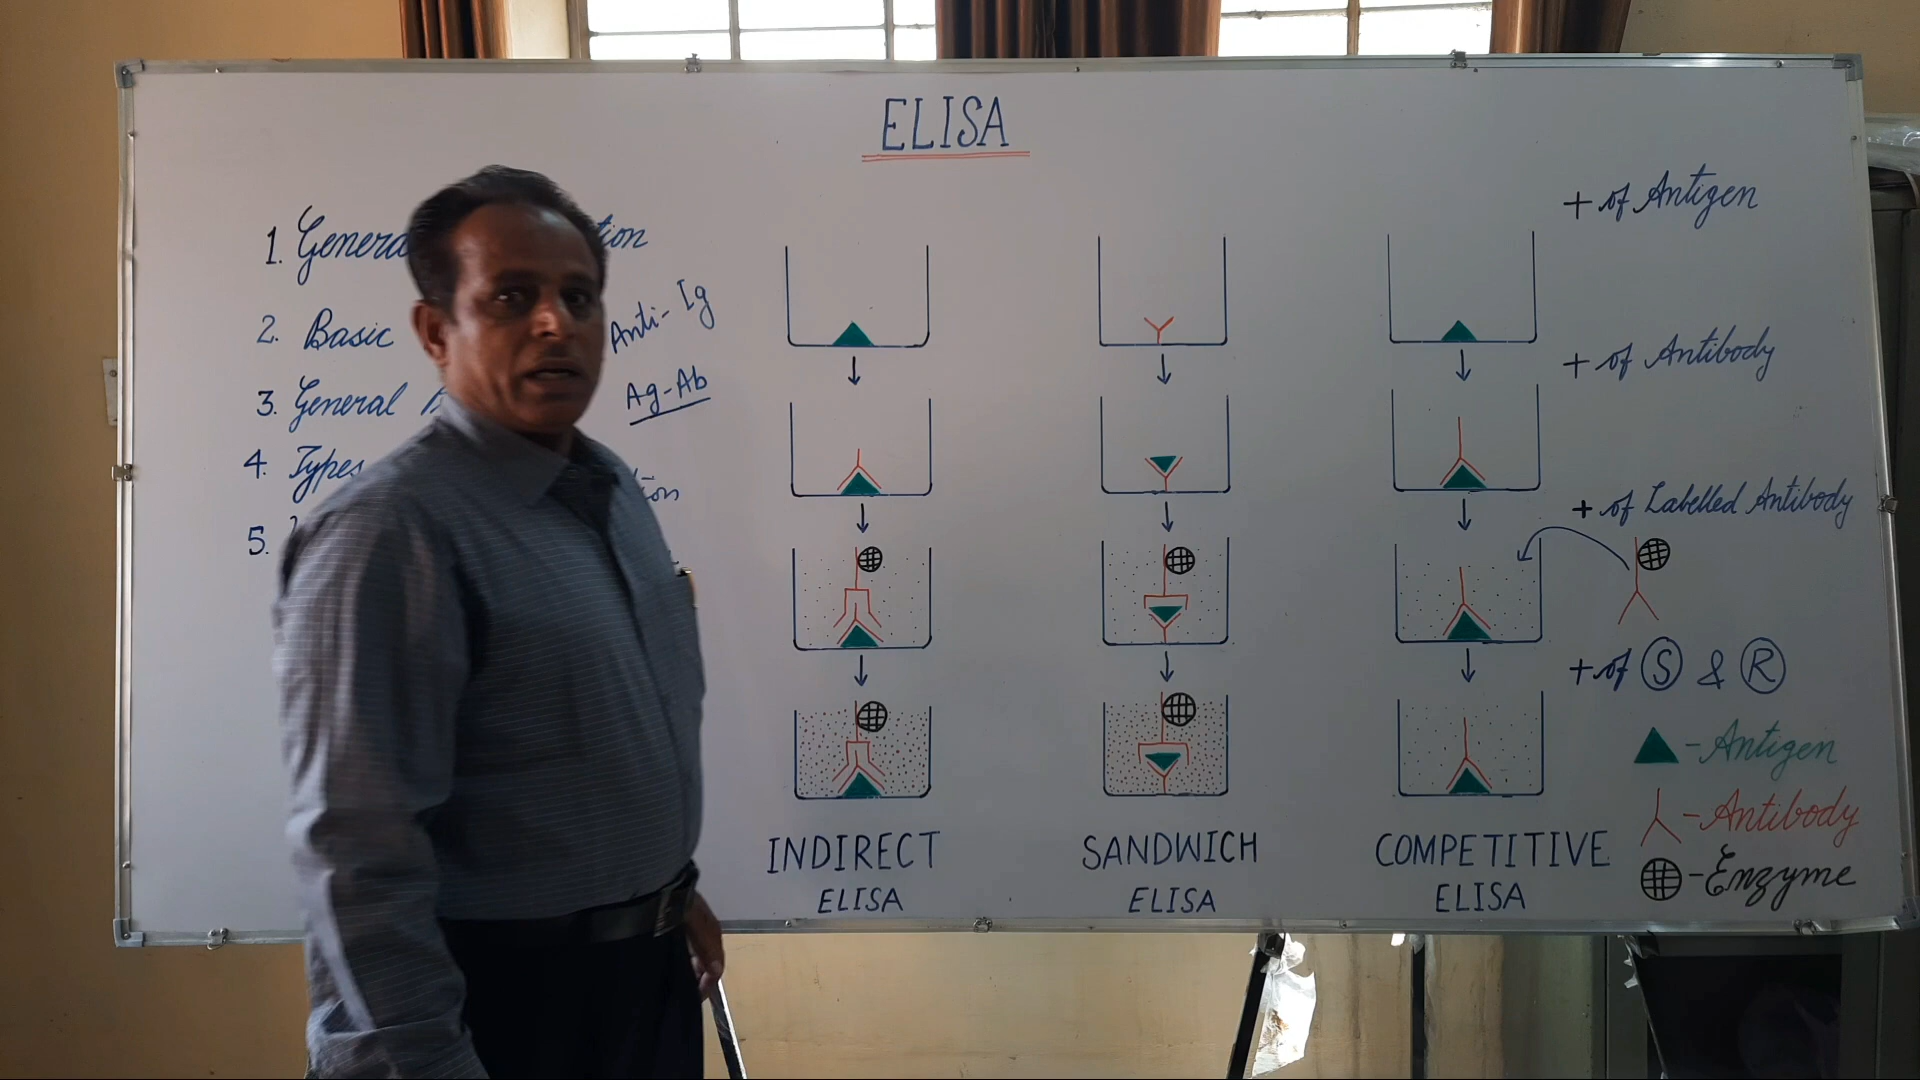 ELISA
1. General tion
2. Basic Anti-Ig
3. General Ag-Ab
4. Types
5.
+ of Antigen
+ of Antibody
+ of Labelled Antibody
+ of S & R
- Antigen
- Antibody
- Enzyme
INDIRECT
ELISA
SANDWICH
ELISA
COMPETITIVE
ELISA